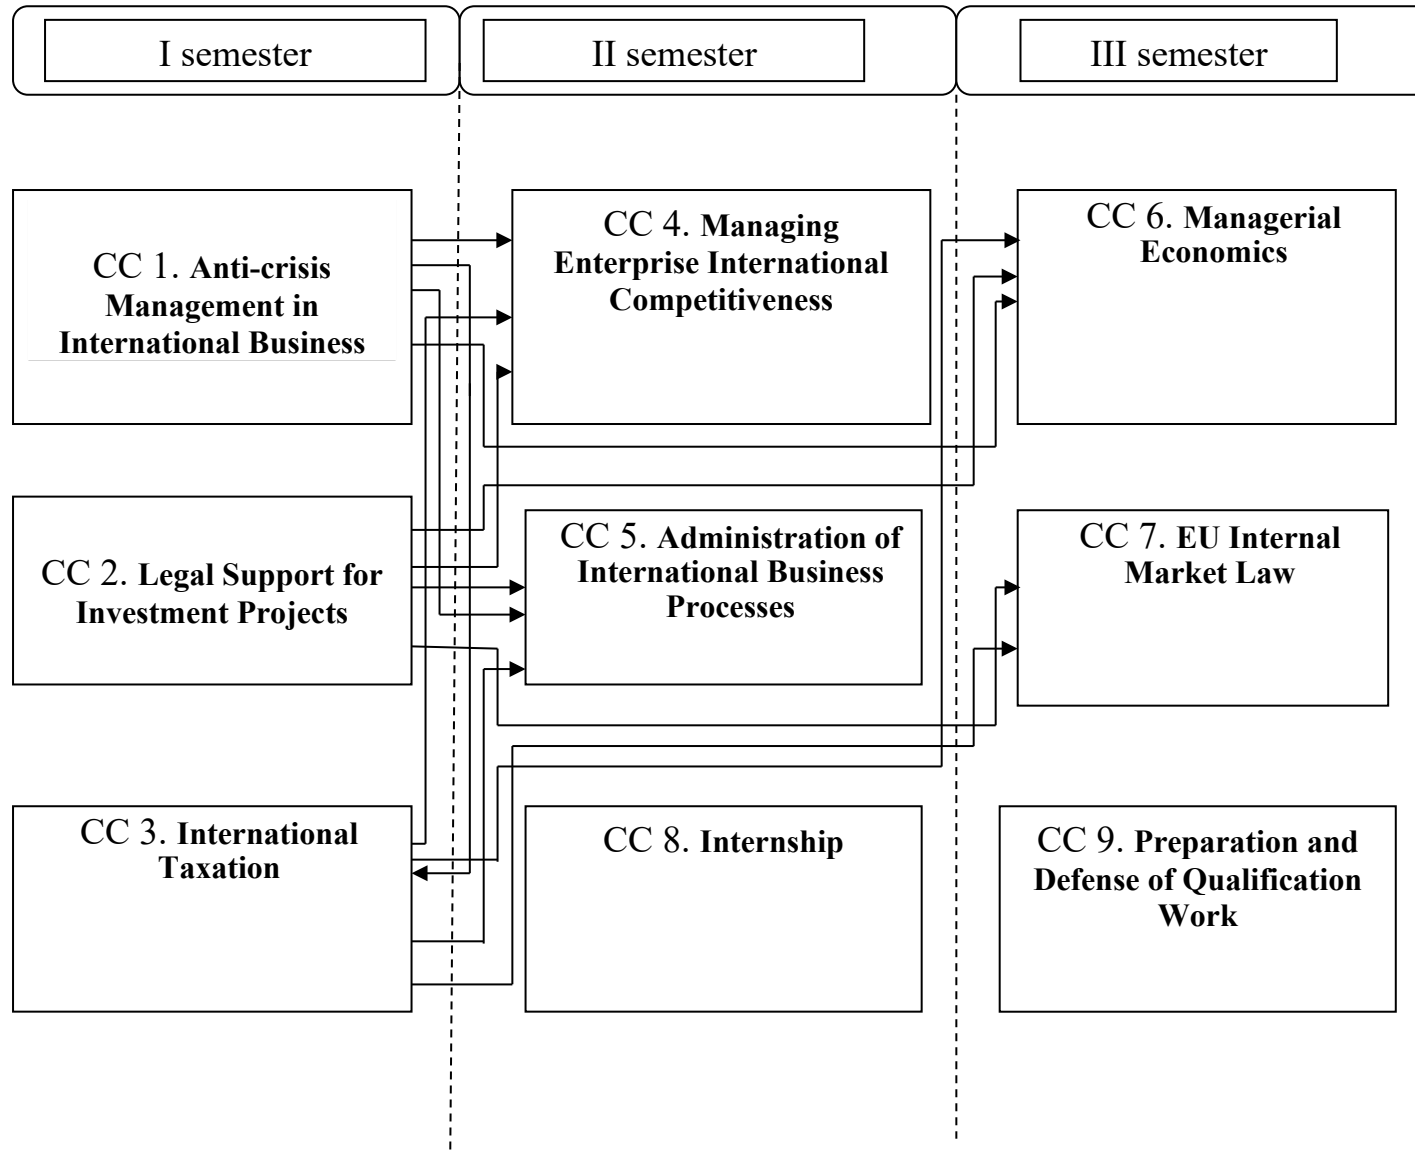 I semester
II semester
III semester
CC 1. Anti-crisis
Management in
International Business
CC 4. Managing
Enterprise International
Competitiveness
CC 6. Managerial
Economics
CC 2. Legal Support for
Investment Projects
CC 5. Administration of
International Business
Processes
CC 7. EU Internal
Market Law
CC 3. International
Taxation
CC 8. Internship
CC 9. Preparation and
Defense of Qualification
Work